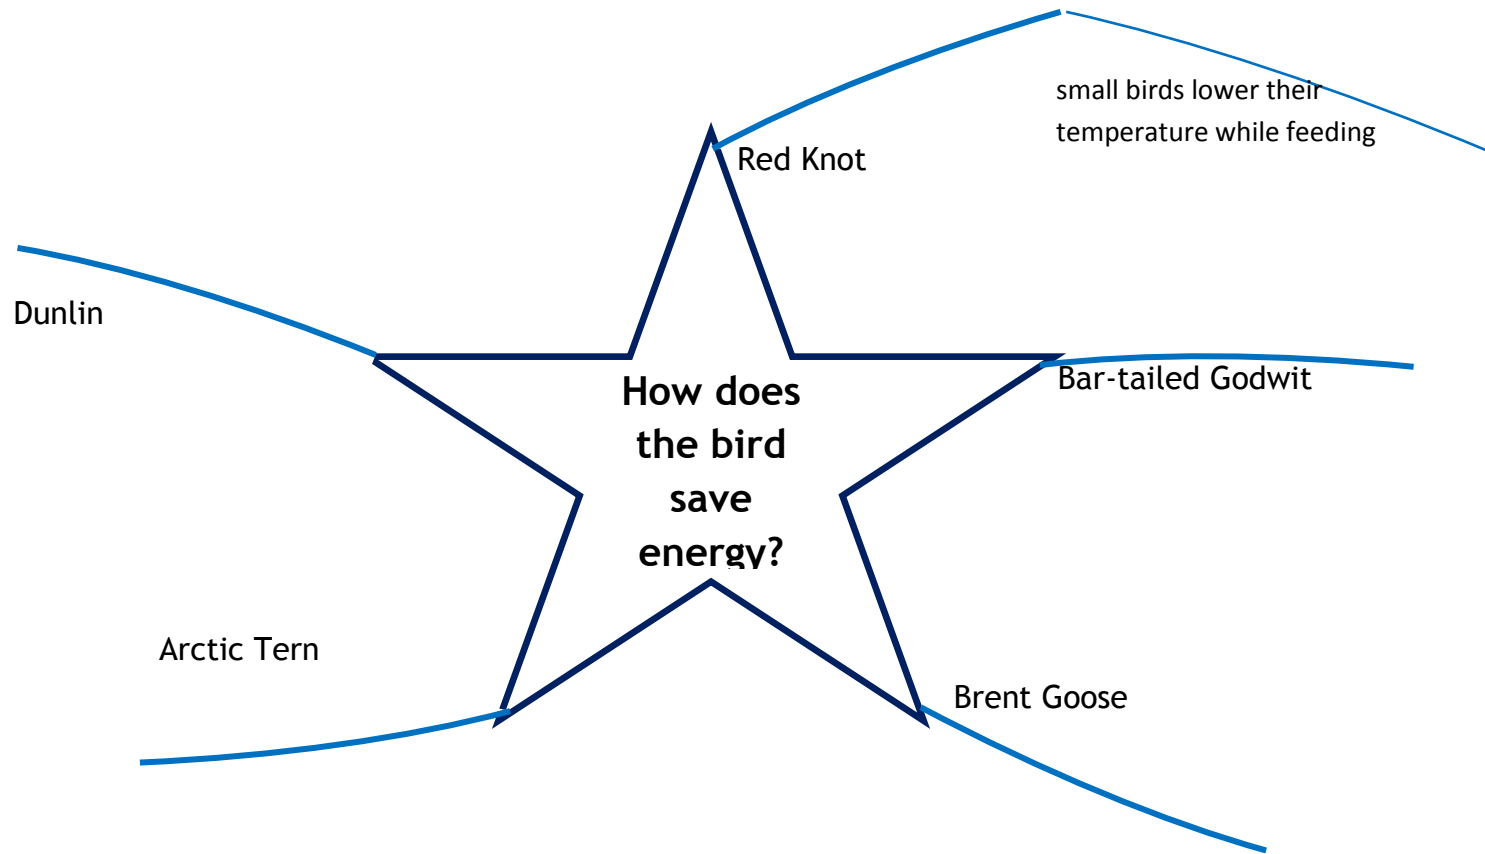 small birds lower their
temperature while feeding
Red Knot
Dunlin
Bar-tailed Godwit
How does
the bird
save
energy?
Arctic Tern
Brent Goose